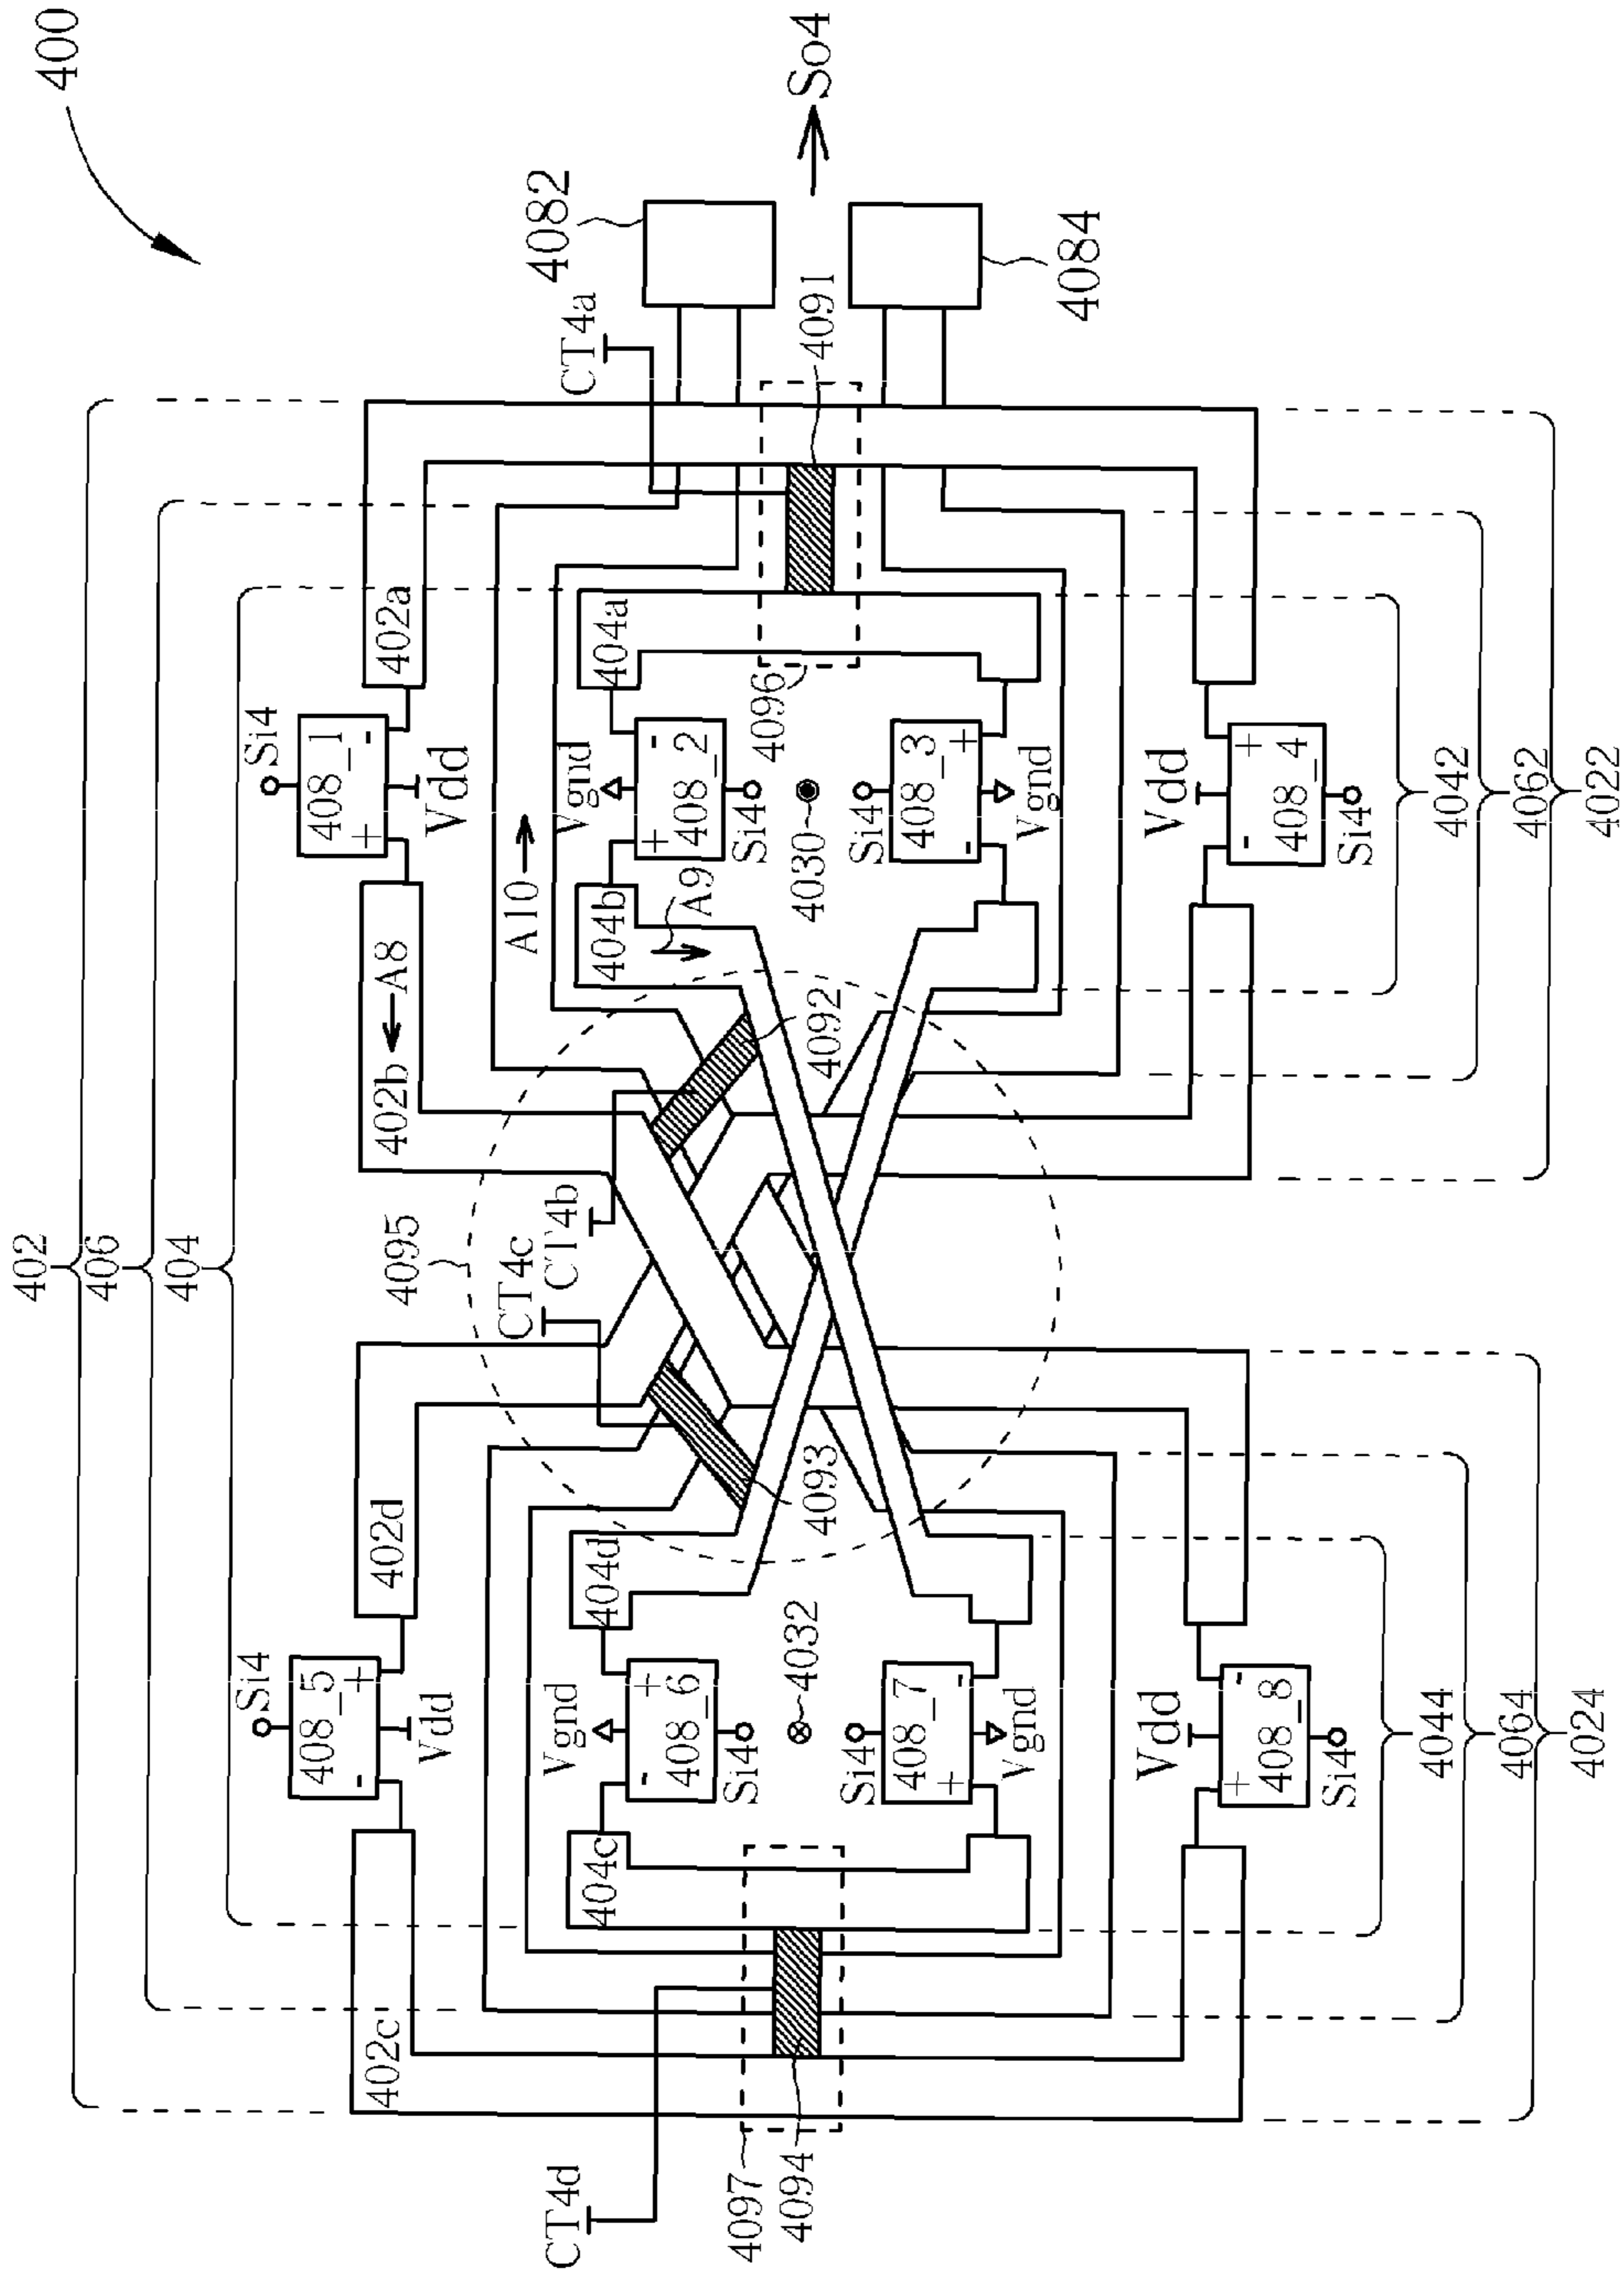 400
So4
4082
4084
CT4a
4091
402
406
404
Si4
408_1
+
-
Vdd
402a
402b
A8
A10
Vgnd
404a
404b
408_2
+
-
Si4
A9
4096
4030
Si4
408_3
-
+
Vgnd
Vdd
408_4
-
+
Si4
4042
4062
4022
4092
4095
CT4b
CT4c
4093
402d
Si4
408_5
-
+
Vdd
402c
404d
Vgnd
408_6
-
+
Si4
404c
4032
Si4
408_7
+
-
Vgnd
Vdd
408_8
+
-
Si4
4044
4064
4024
CT4d
4097
4094